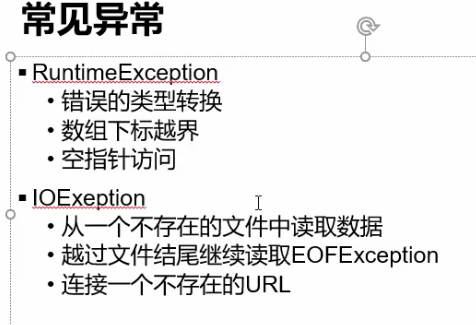 常见异常
RuntimeException
错误的类型转换
数组下标越界
空指针访问
IOExeption
从一个不存在的文件中读取数据
越过文件结尾继续读取EOFException
连接一个不存在的URL